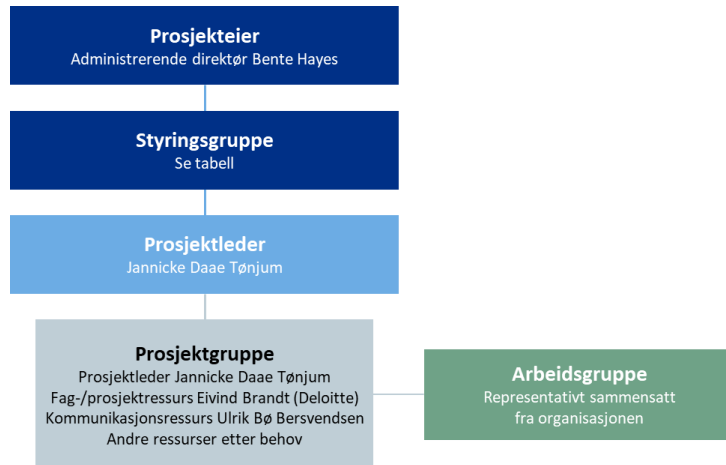 Prosjekteier
Administrerende direktør Bente Hayes
Styringsgruppe
Se tabell
Prosjektleder
Jannicke Daae Tønjum
Prosjektgruppe
Prosjektleder Jannicke Daae Tønjum
Fag-/prosjektressurs Eivind Brandt (Deloitte)
Kommunikasjonsressurs Ulrik Bø Bersvendsen
Andre ressurser etter behov
Arbeidsgruppe
Representativt sammensatt
fra organisasjonen